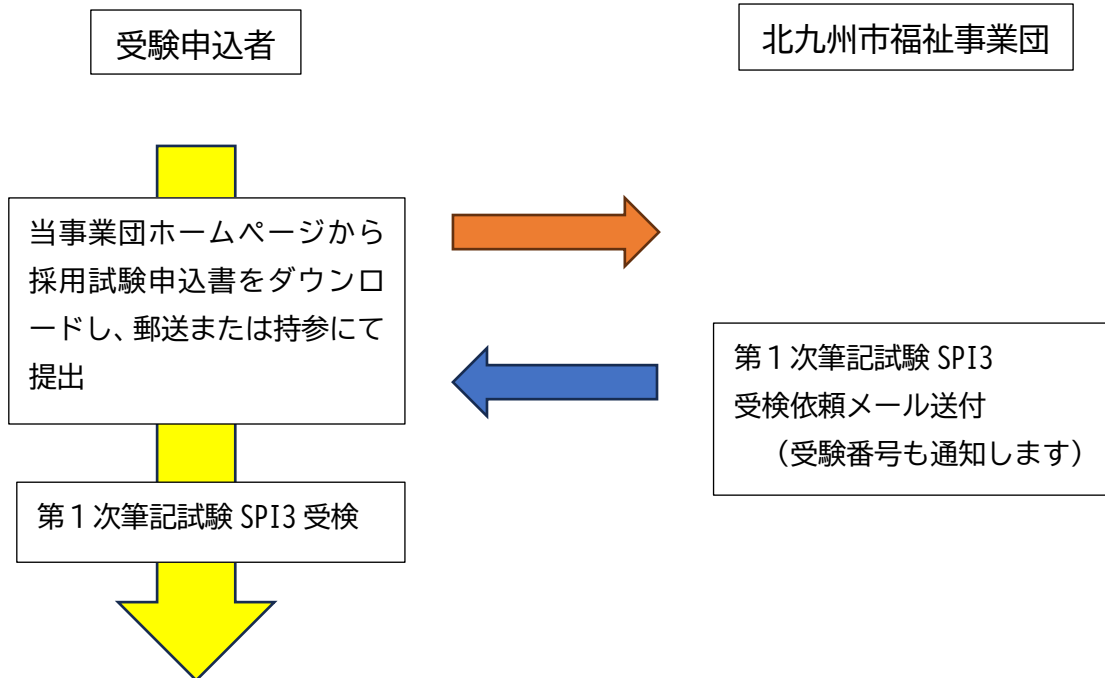 受験申込者
北九州市福祉事業団
当事業団ホームページから
採用試験申込書をダウンロ
ードし、郵送または持参にて
提出
第１次筆記試験 SPI3
受検依頼メール送付
（受験番号も通知します）
第１次筆記試験 SPI3 受検